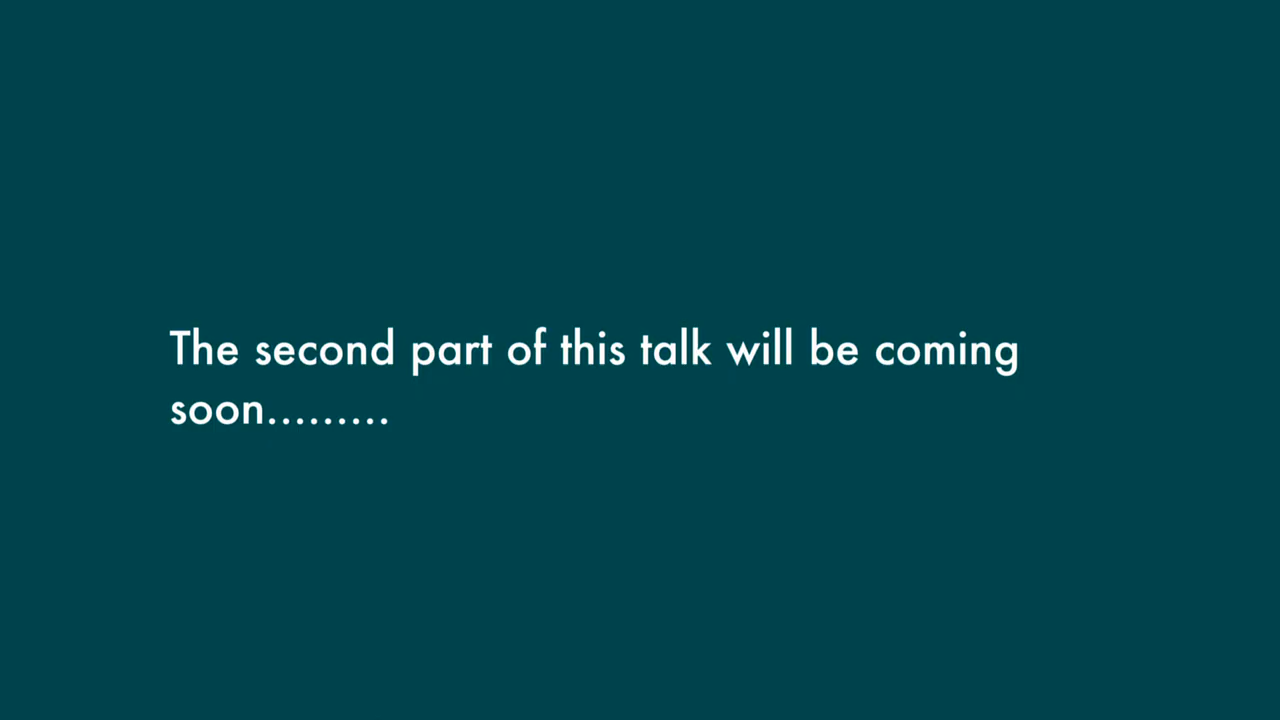 The second part of this talk will be coming
soon.........